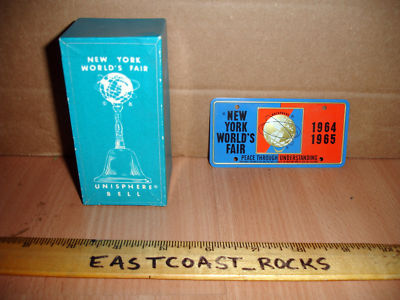 NEW YORK
WORLD'S FAIR
UNISPHERE®
BELL
NEW
YORK
WORLD'S
FAIR
1964
1965
PEACE THROUGH UNDERSTANDING
EASTCOAST_ROCKS